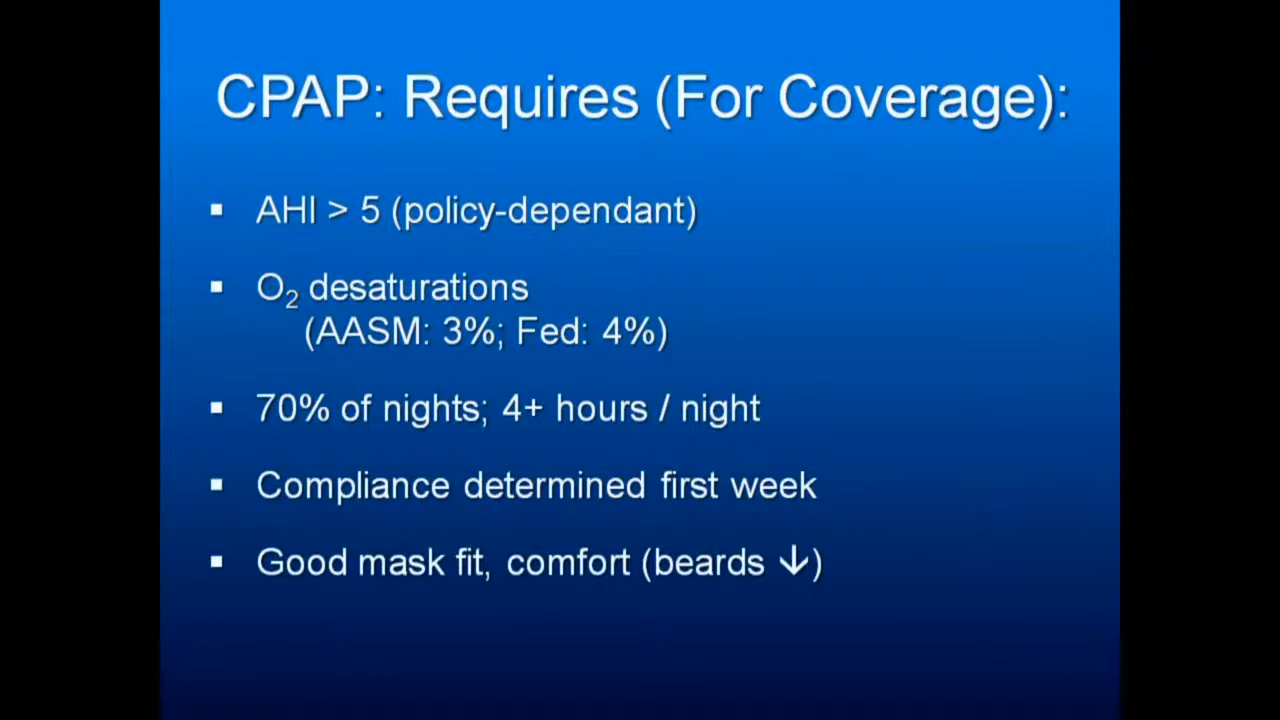 CPAP: Requires (For Coverage):
▪ AHI > 5 (policy-dependant)
▪ O₂ desaturations
(AASM: 3%; Fed: 4%)
▪ 70% of nights; 4+ hours / night
▪ Compliance determined first week
▪ Good mask fit, comfort (beards ↓)